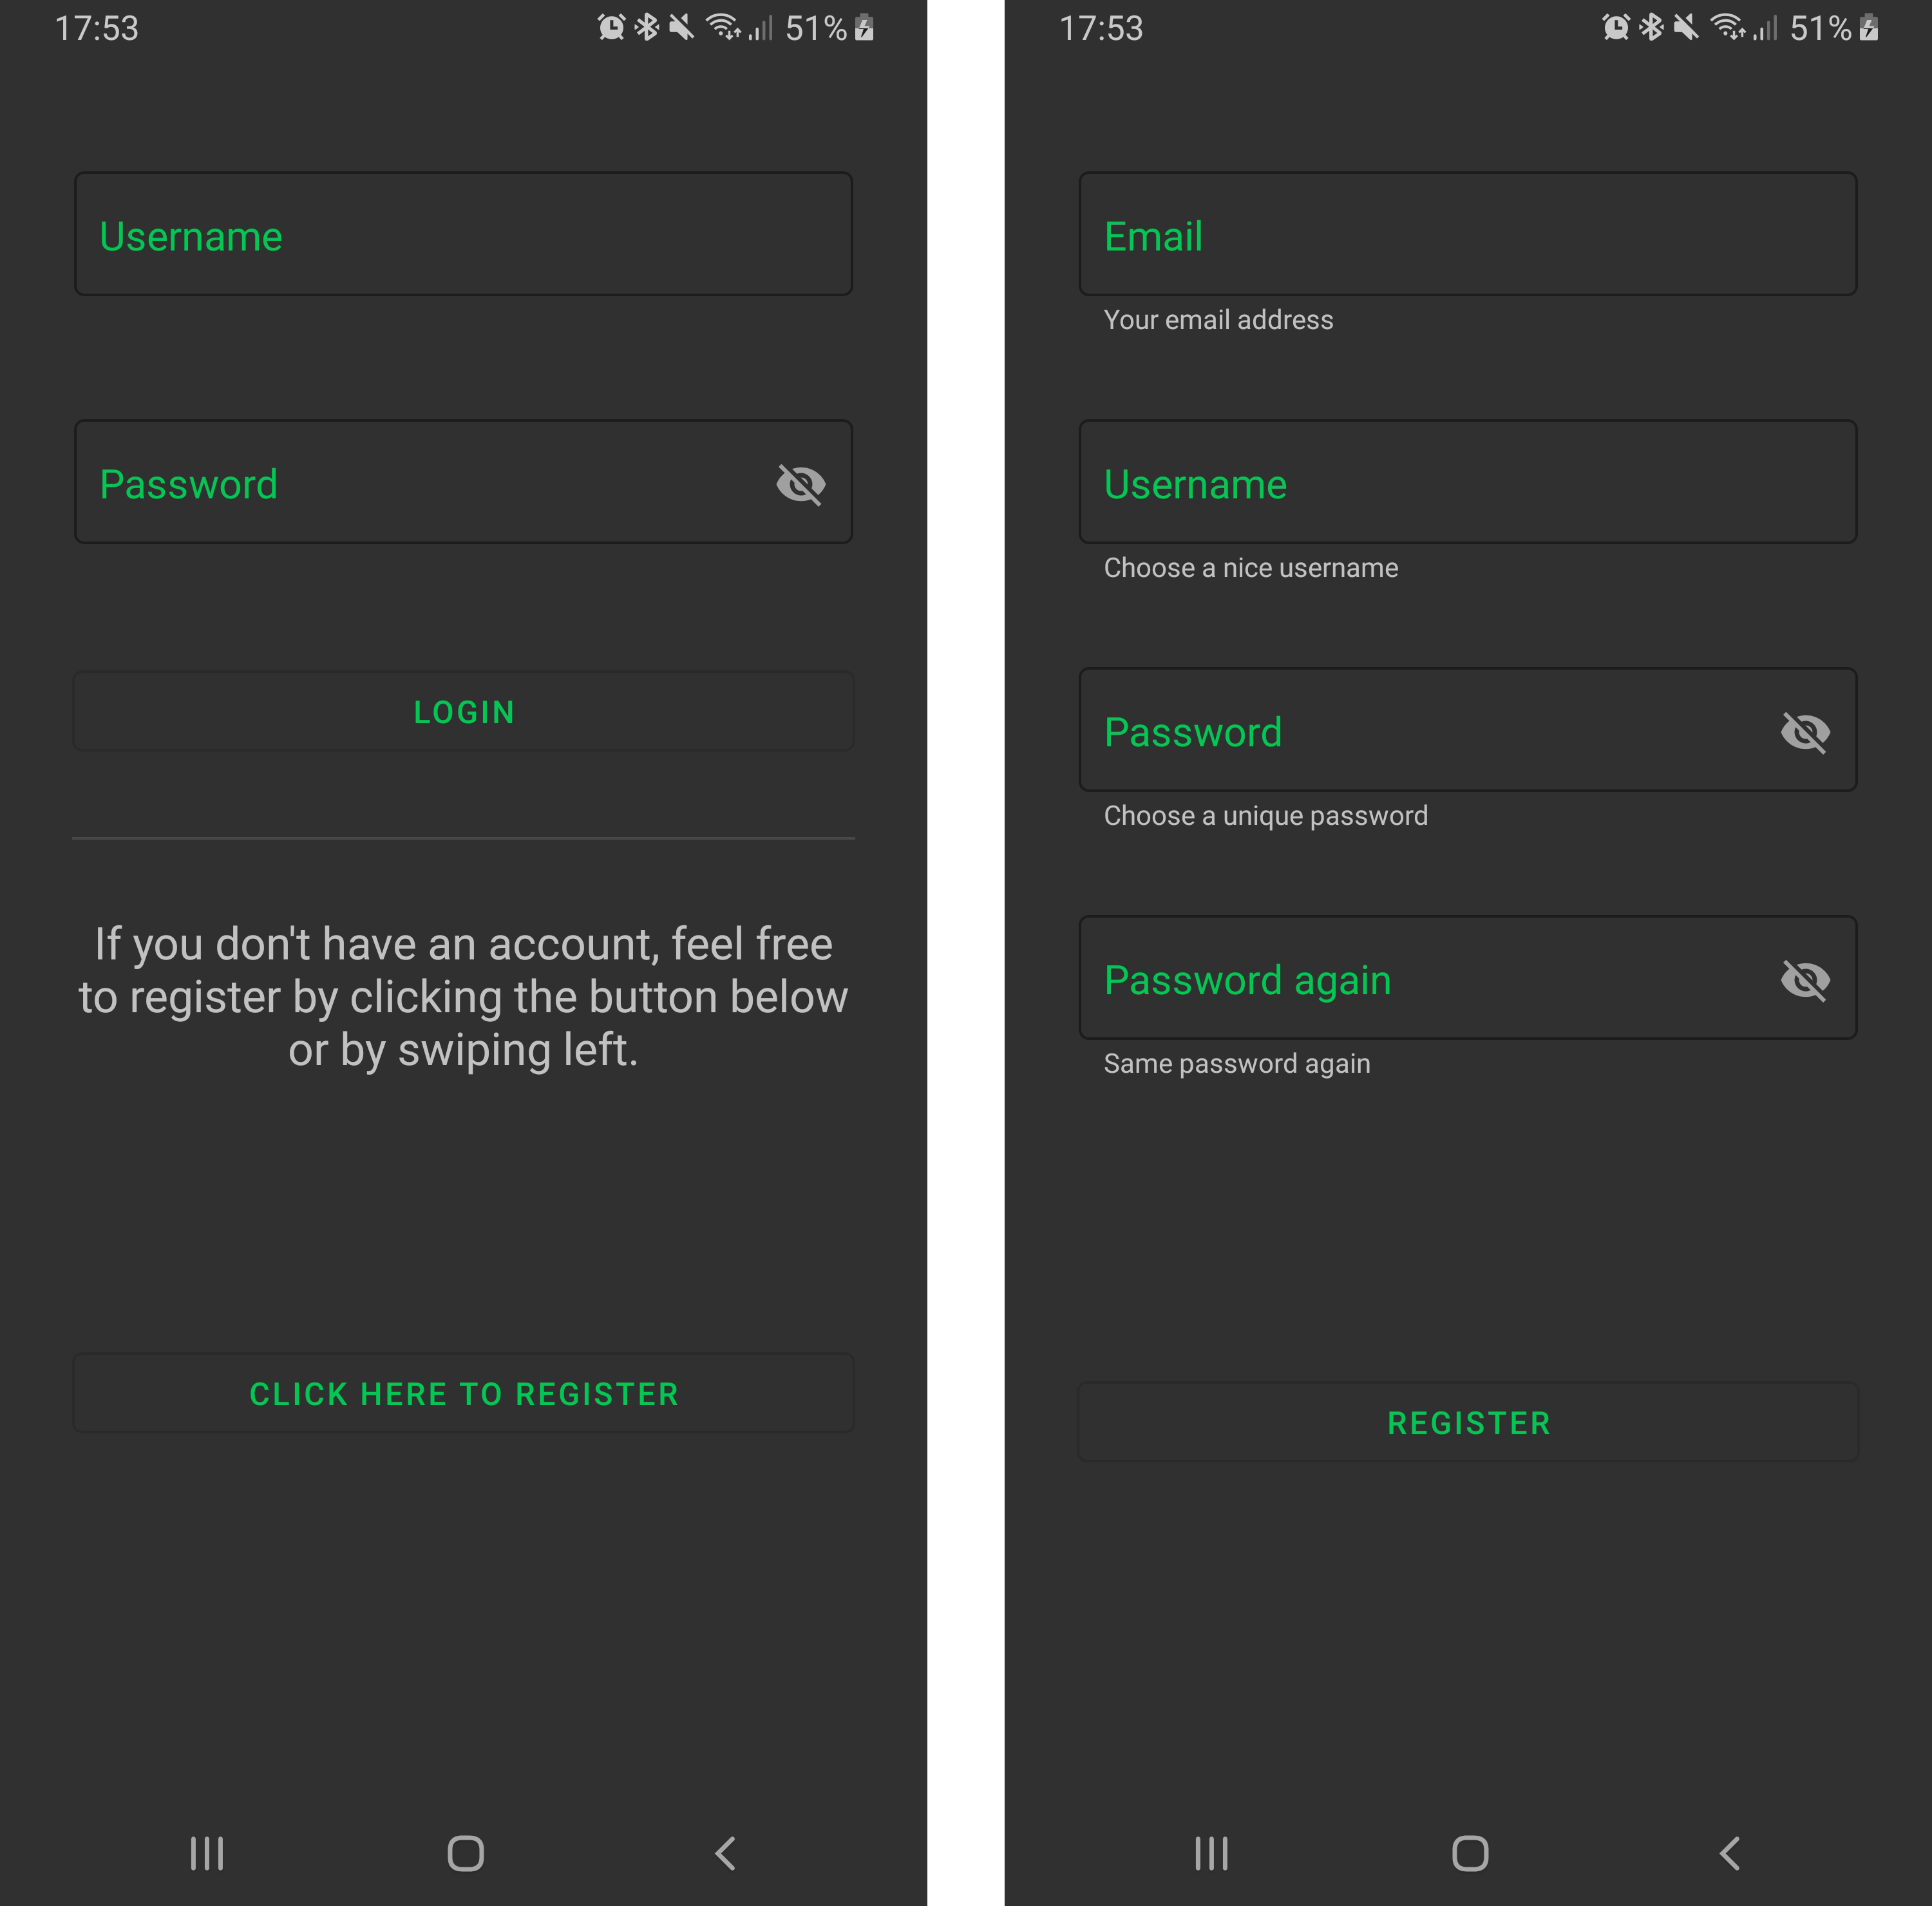 17:53
51%
Username
Password
LOGIN
If you don't have an account, feel free
to register by clicking the button below
or by swiping left.
CLICK HERE TO REGISTER
17:53
51%
Email
Your email address
Username
Choose a nice username
Password
Choose a unique password
Password again
Same password again
REGISTER